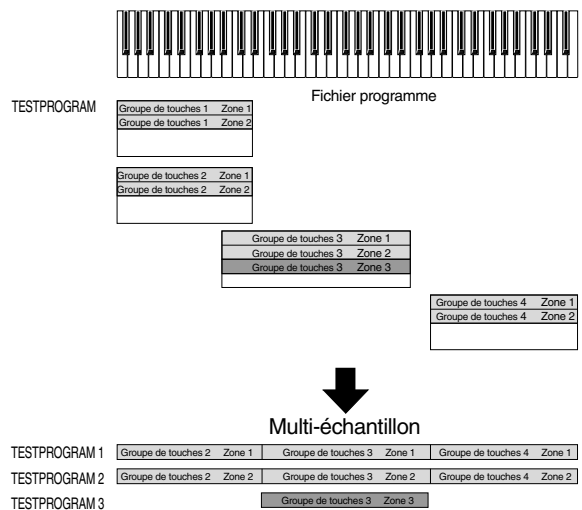 Fichier programme
TESTPROGRAM
Groupe de touches 1 Zone 1
Groupe de touches 1 Zone 2
Groupe de touches 2 Zone 1
Groupe de touches 2 Zone 2
Groupe de touches 3 Zone 1
Groupe de touches 3 Zone 2
Groupe de touches 3 Zone 3
Groupe de touches 4 Zone 1
Groupe de touches 4 Zone 2
Multi-échantillon
TESTPROGRAM 1 Groupe de touches 2 Zone 1 Groupe de touches 3 Zone 1 Groupe de touches 4 Zone 1
TESTPROGRAM 2 Groupe de touches 2 Zone 2 Groupe de touches 3 Zone 2 Groupe de touches 4 Zone 2
TESTPROGRAM 3 Groupe de touches 3 Zone 3